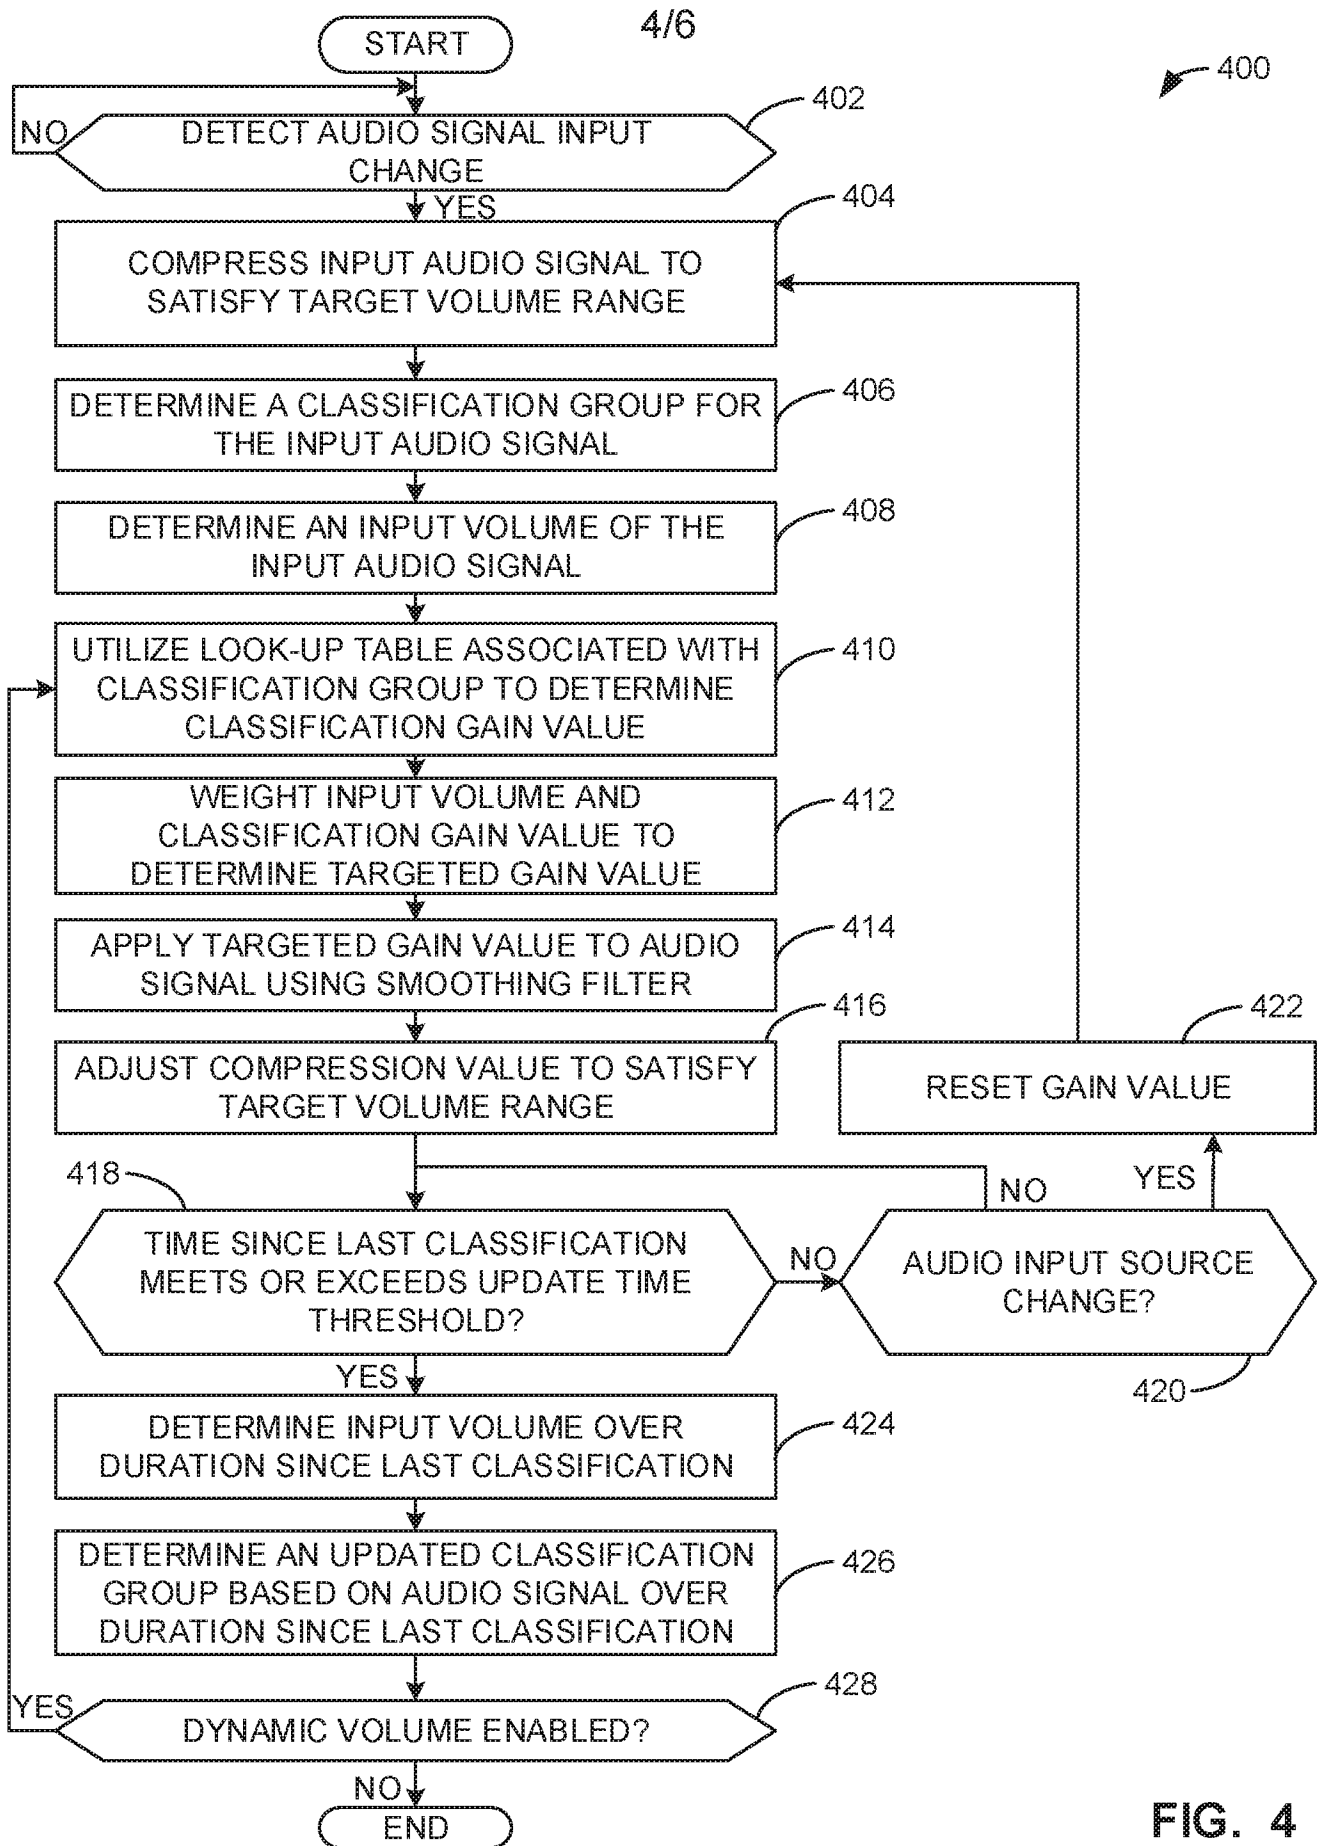 4/6
START
400
402
NO
DETECT AUDIO SIGNAL INPUT
CHANGE
YES
404
COMPRESS INPUT AUDIO SIGNAL TO
SATISFY TARGET VOLUME RANGE
406
DETERMINE A CLASSIFICATION GROUP FOR
THE INPUT AUDIO SIGNAL
408
DETERMINE AN INPUT VOLUME OF THE
INPUT AUDIO SIGNAL
410
UTILIZE LOOK-UP TABLE ASSOCIATED WITH
CLASSIFICATION GROUP TO DETERMINE
CLASSIFICATION GAIN VALUE
412
WEIGHT INPUT VOLUME AND
CLASSIFICATION GAIN VALUE TO
DETERMINE TARGETED GAIN VALUE
414
APPLY TARGETED GAIN VALUE TO AUDIO
SIGNAL USING SMOOTHING FILTER
416
ADJUST COMPRESSION VALUE TO SATISFY
TARGET VOLUME RANGE
422
RESET GAIN VALUE
418
NO
YES
TIME SINCE LAST CLASSIFICATION
MEETS OR EXCEEDS UPDATE TIME
THRESHOLD?
NO
AUDIO INPUT SOURCE
CHANGE?
420
YES
424
DETERMINE INPUT VOLUME OVER
DURATION SINCE LAST CLASSIFICATION
426
DETERMINE AN UPDATED CLASSIFICATION
GROUP BASED ON AUDIO SIGNAL OVER
DURATION SINCE LAST CLASSIFICATION
428
YES
DYNAMIC VOLUME ENABLED?
NO
END
FIG. 4